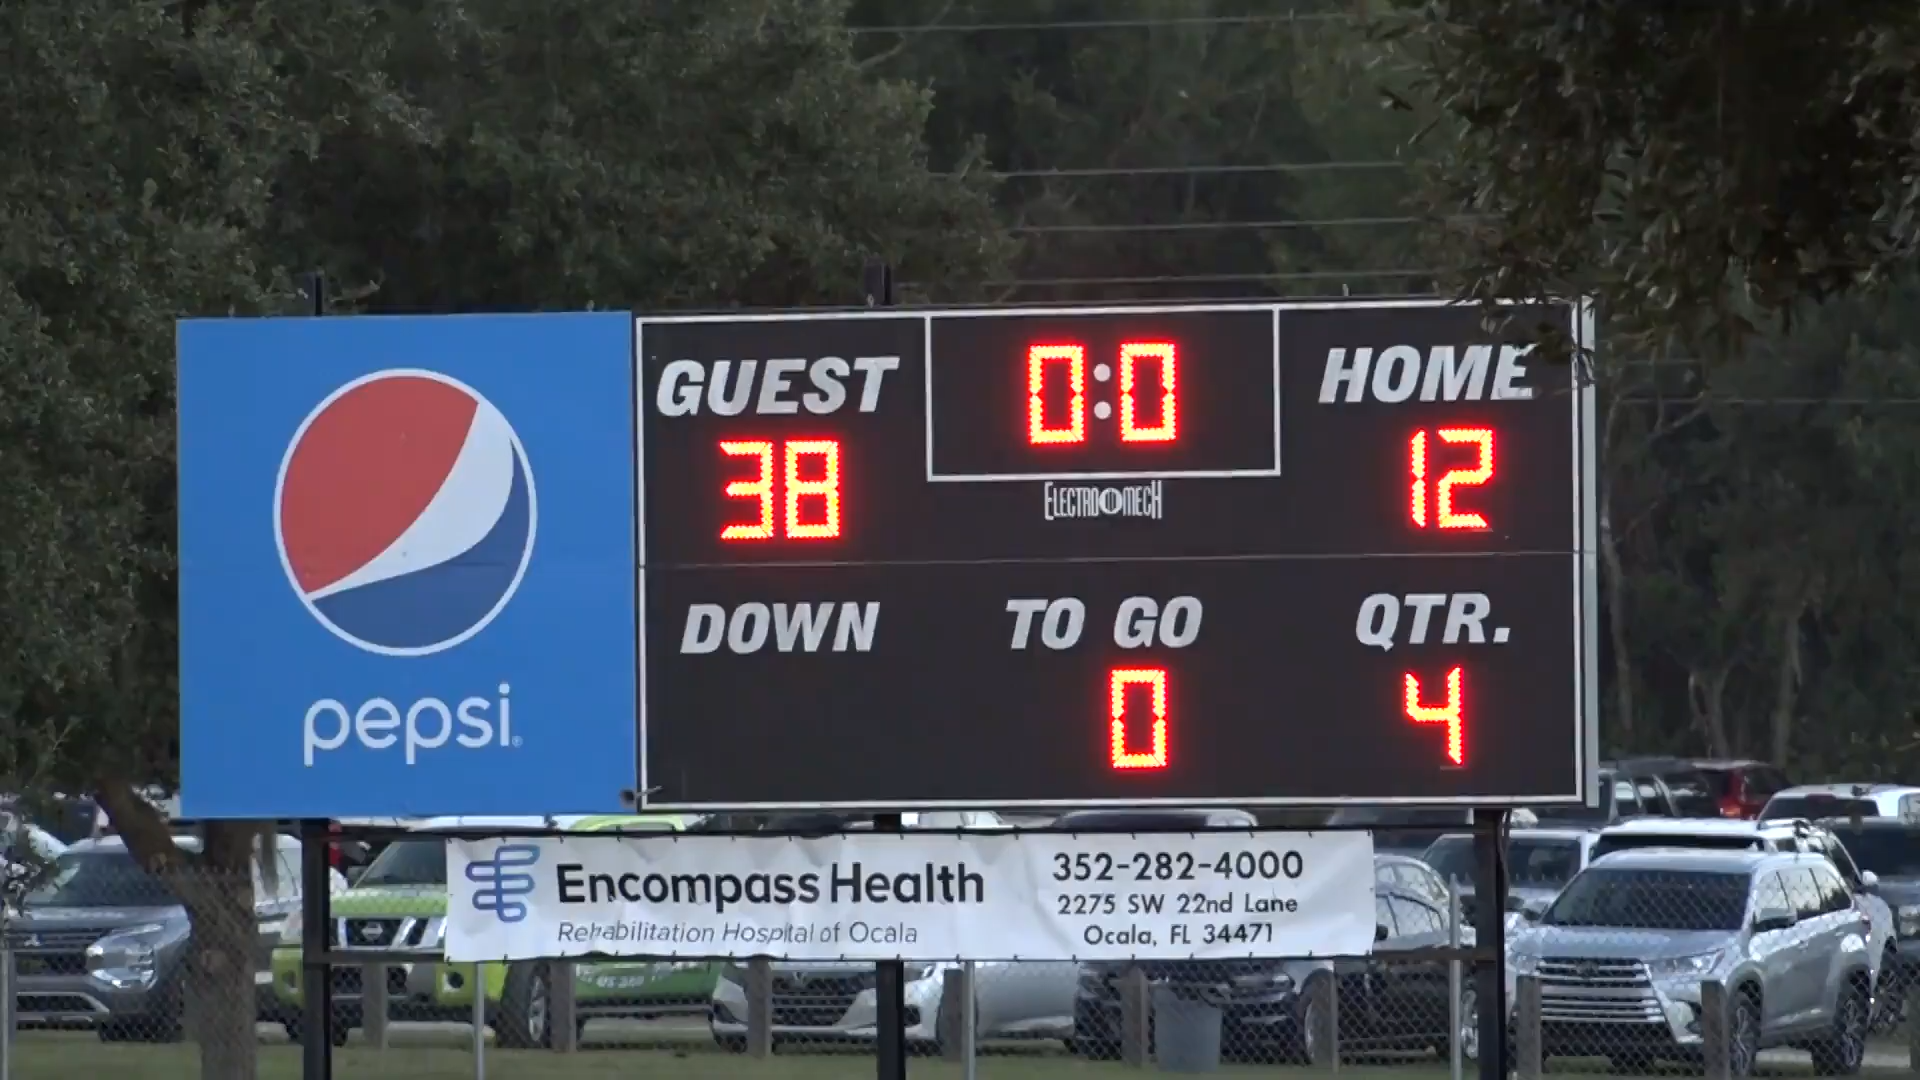 GUEST
0:0
HOME
38
12
ELECTRO MECH
DOWN
TO GO
QTR.
0
4
pepsi
Encompass Health
Rehabilitation Hospital of Ocala
352-282-4000
2275 SW 22nd Lane
Ocala, FL 34471